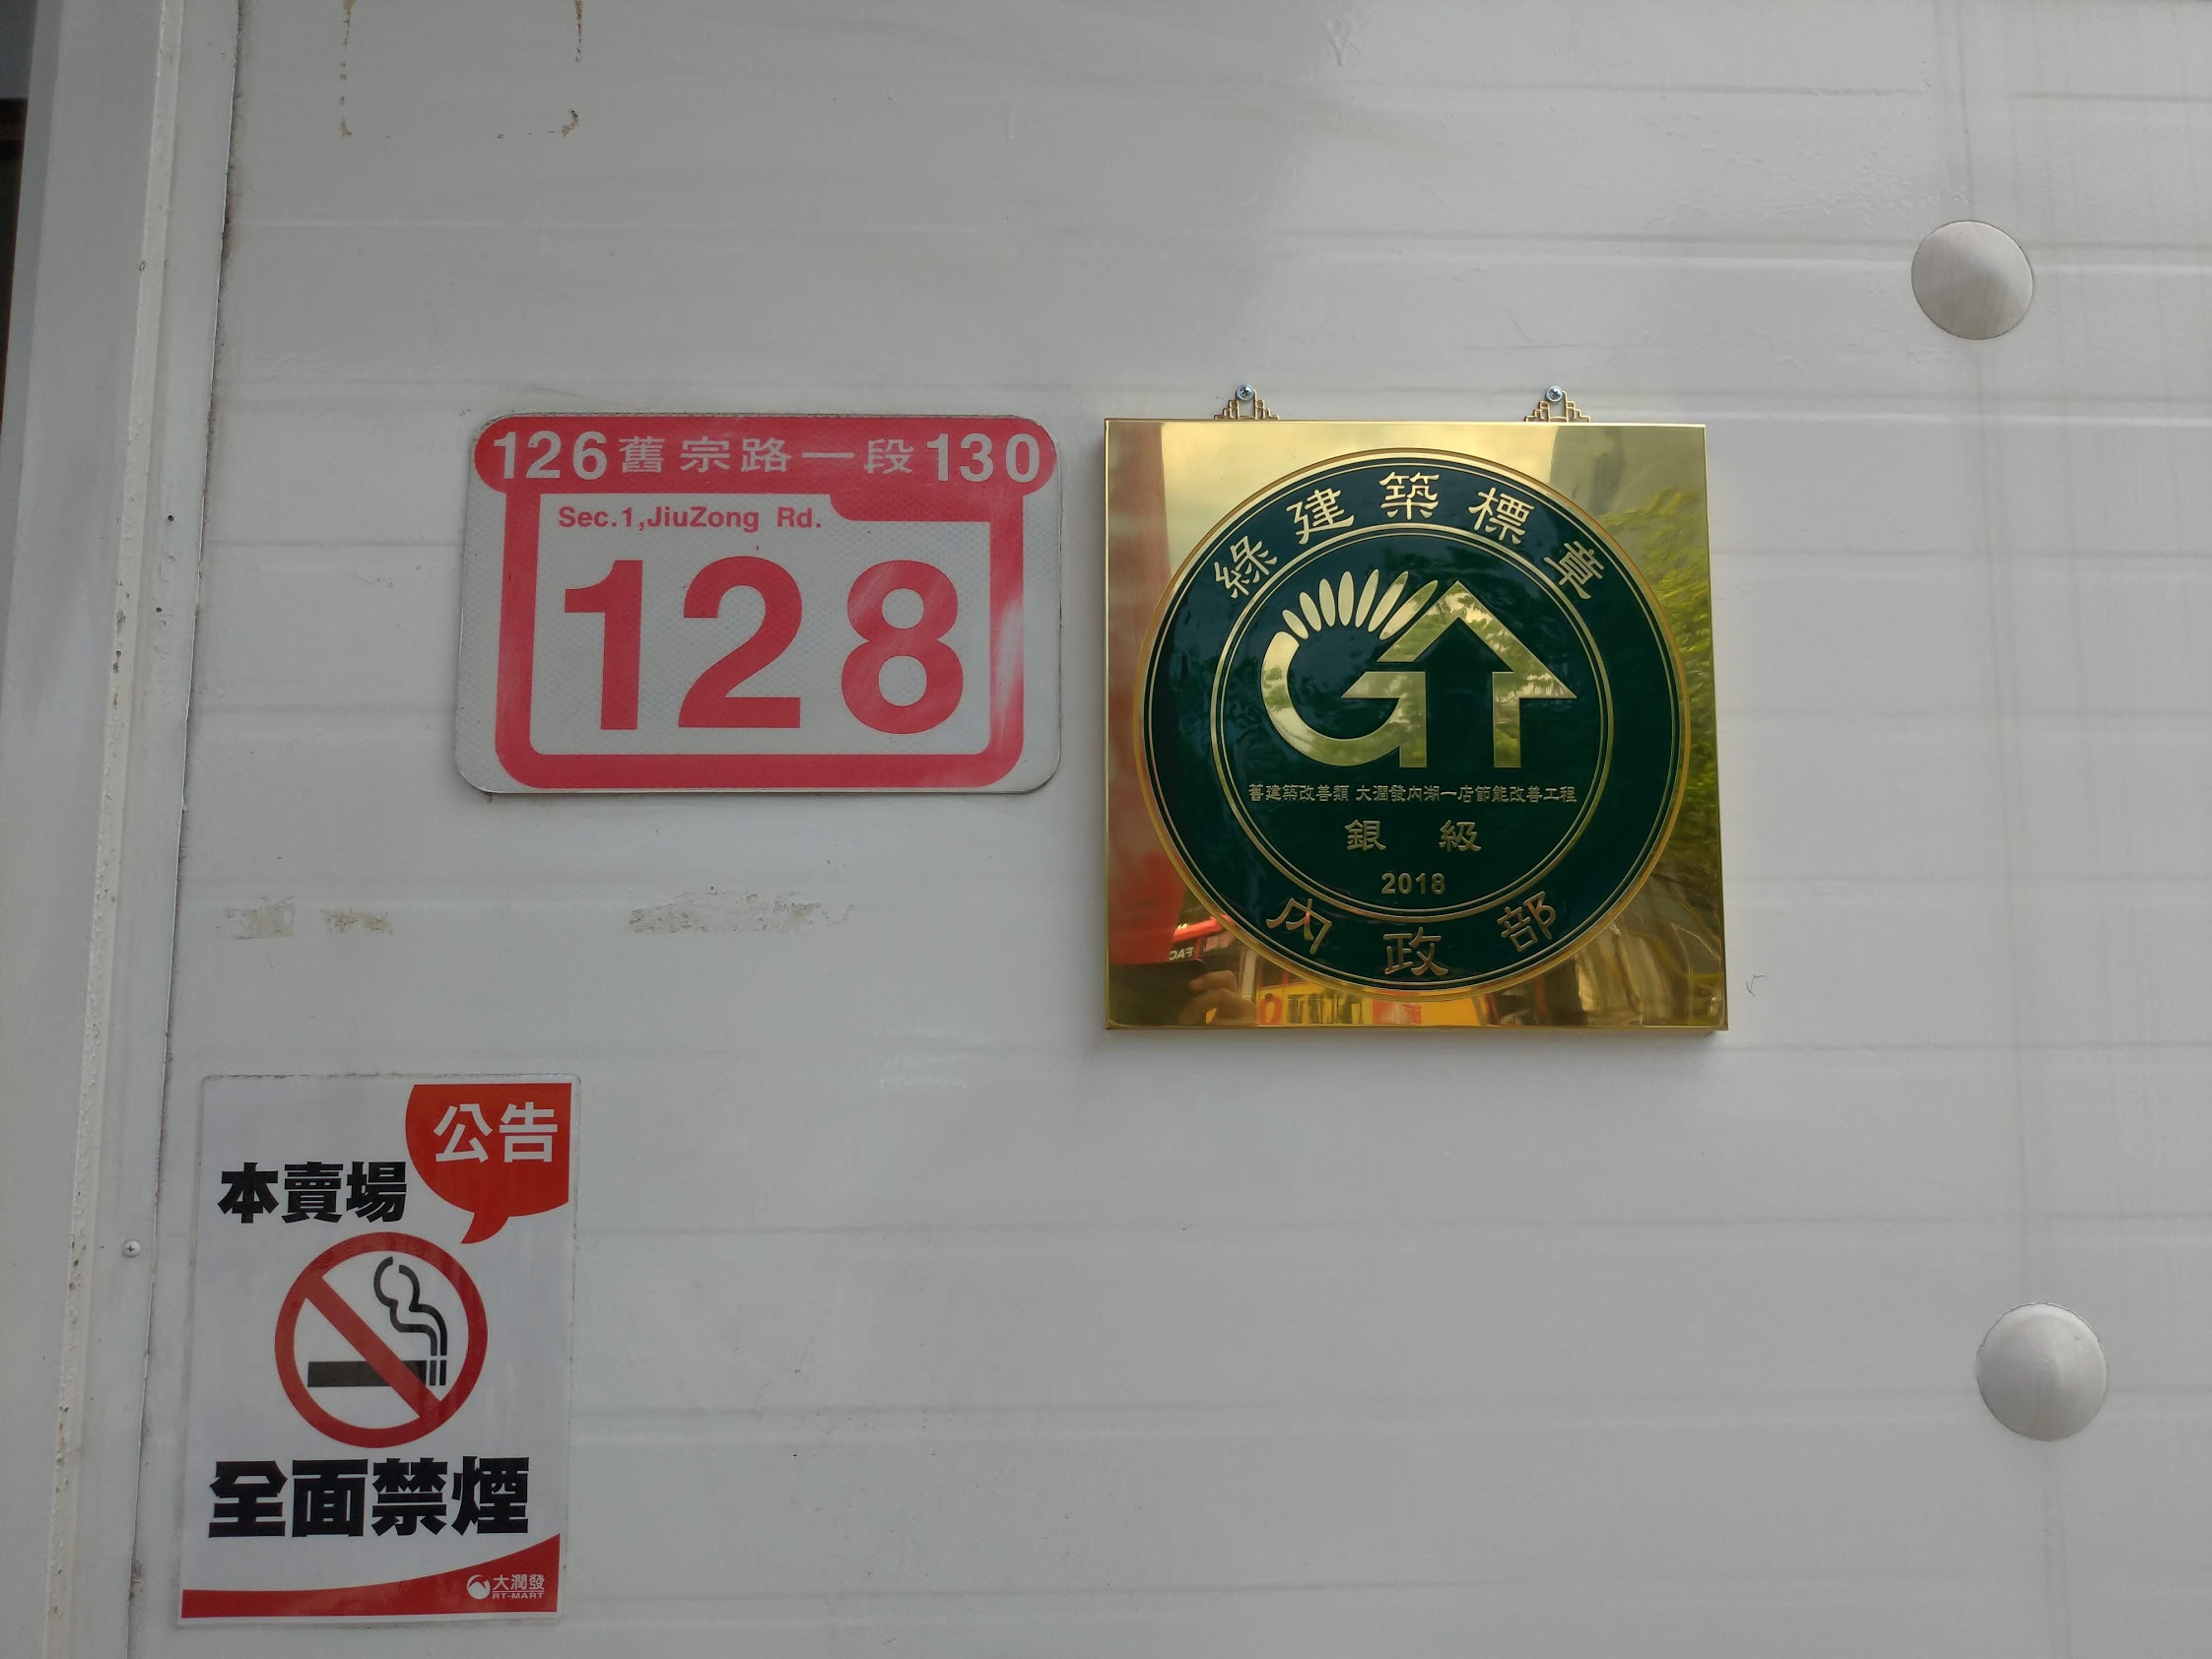 126舊宗路一段130
Sec.1,JiuZong Rd.
128
綠建築標章
舊建築改善類 大潤發內湖一店節能改善工程
銀 級
2018
內政部
公告
本賣場
全面禁煙
大潤發
RT-MART